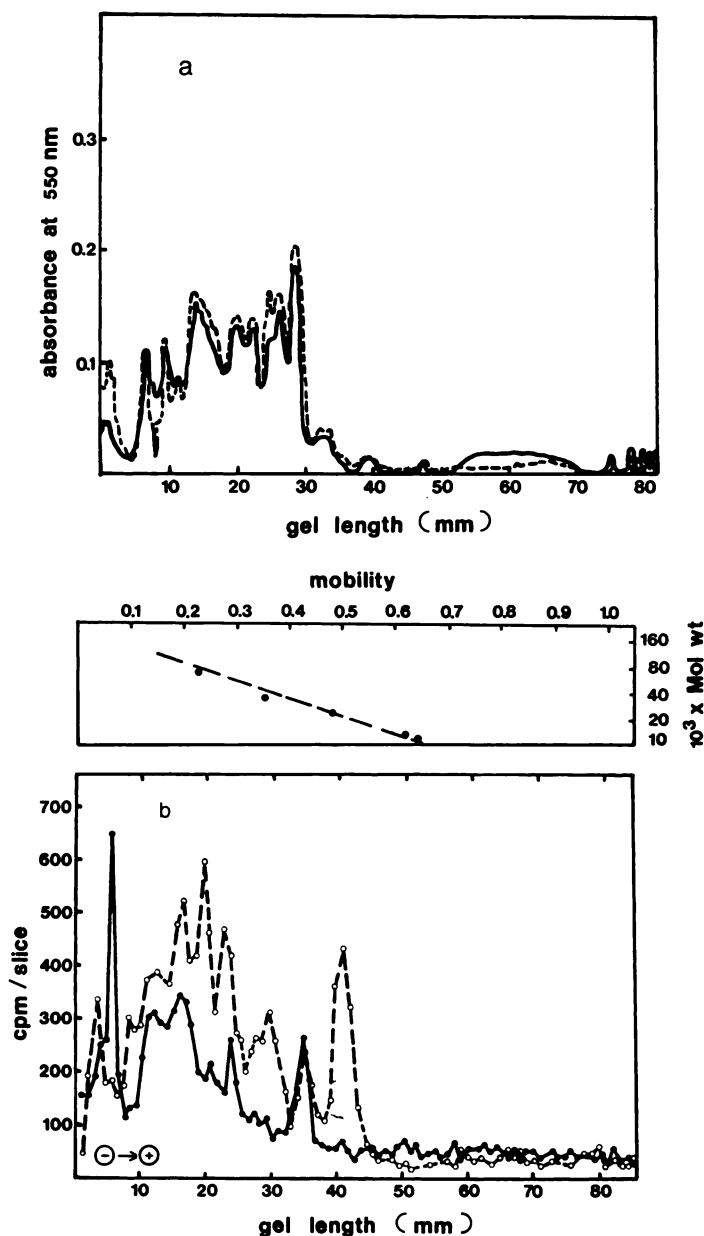 a
absorbance at 550 nm
0.3
0.2
0.1
10 20 30 40 50 60 70 80
gel length (mm)
mobility
0.1 0.2 0.3 0.4 0.5 0.6 0.7 0.8 0.9 1.0
160
80
40
20
10
10³ x Mol wt
b
cpm/slice
700
600
500
400
300
200
100
- → +
10 20 30 40 50 60 70 80
gel length (mm)